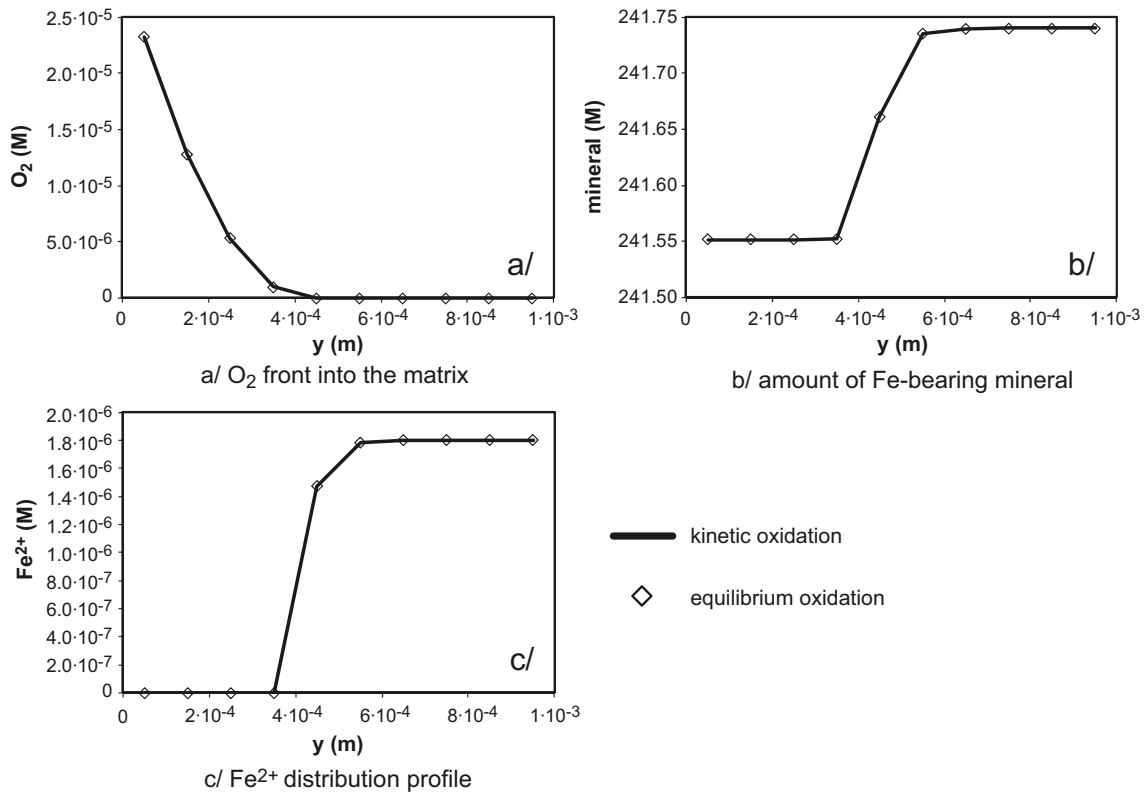 2.5·10-5
2.0·10-5
1.5·10-5
1.0·10-5
5.0·10-6
0
O2 (M)
a/
0
2·10-4
4·10-4
6·10-4
8·10-4
1·10-3
y (m)
a/ O2 front into the matrix
241.75
241.70
241.65
241.60
241.55
241.50
mineral (M)
b/
0
2·10-4
4·10-4
6·10-4
8·10-4
1·10-3
y (m)
b/ amount of Fe-bearing mineral
2.0·10-6
1.8·10-6
1.6·10-6
1.4·10-6
1.2·10-6
1.0·10-6
8.0·10-7
6.0·10-7
4.0·10-7
2.0·10-7
0
Fe2+ (M)
c/
0
2·10-4
4·10-4
6·10-4
8·10-4
1·10-3
y (m)
c/ Fe2+ distribution profile
kinetic oxidation
equilibrium oxidation